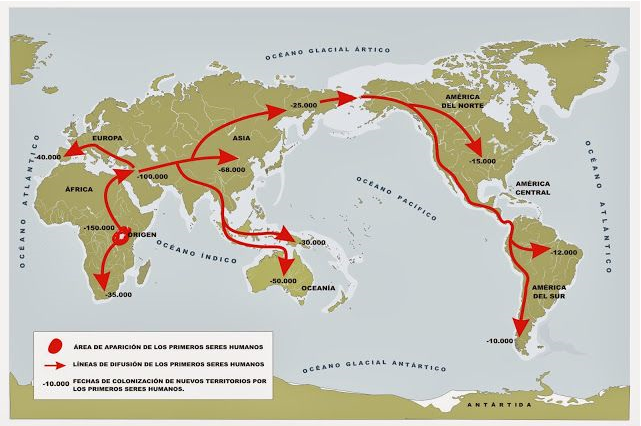 OCÉANO GLACIAL ÁRTICO
-25.000
AMÉRICA
DEL NORTE
EUROPA
ASIA
-40.000
-68.000
-15.000
-100.000
ÁFRICA
AMÉRICA
CENTRAL
OCÉANO ATLÁNTICO
OCÉANO PACÍFICO
OCÉANO ATLÁNTICO
-150.000
ORIGEN
OCÉANO ÍNDICO
-30.000
-12.000
-50.000
OCEANÍA
-35.000
AMÉRICA
DEL SUR
-10.000
ÁREA DE APARICIÓN DE LOS PRIMEROS SERES HUMANOS
LÍNEAS DE DIFUSIÓN DE LOS PRIMEROS SERES HUMANOS
-10.000 FECHAS DE COLONIZACIÓN DE NUEVOS TERRITORIOS POR
LOS PRIMEROS SERES HUMANOS.
OCÉANO GLACIAL ANTÁRTICO
ANTÁRTIDA